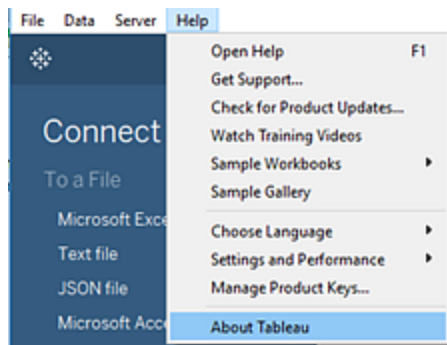 File Data Server Help
Open Help F1
Get Support...
Check for Product Updates...
Connect
Watch Training Videos
Sample Workbooks
To a File
Sample Gallery
Microsoft Exce
Choose Language
Text file
Settings and Performance
JSON file
Manage Product Keys...
Microsoft Acce
About Tableau